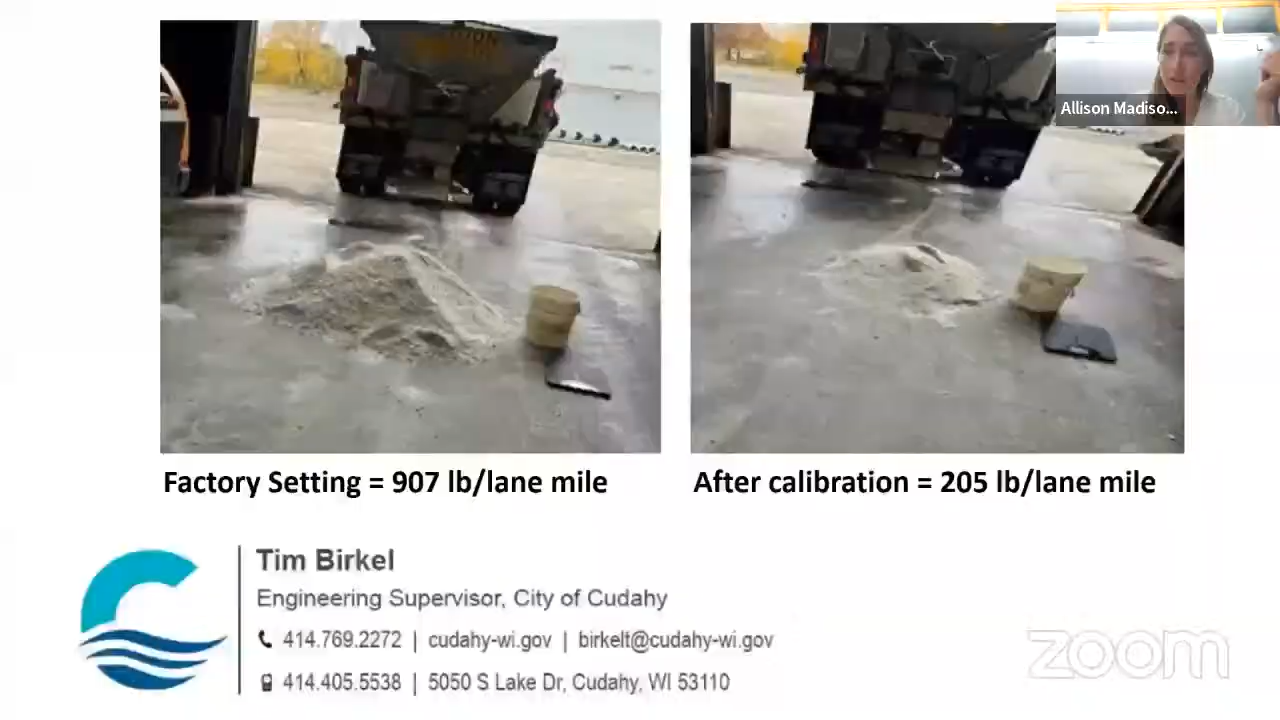 Allison Madiso...
Factory Setting = 907 lb/lane mile
After calibration = 205 lb/lane mile
Tim Birkel
Engineering Supervisor, City of Cudahy
414.769.2272 | cudahy-wi.gov | birkelt@cudahy-wi.gov
414.405.5538 | 5050 S Lake Dr, Cudahy, WI 53110
zoom